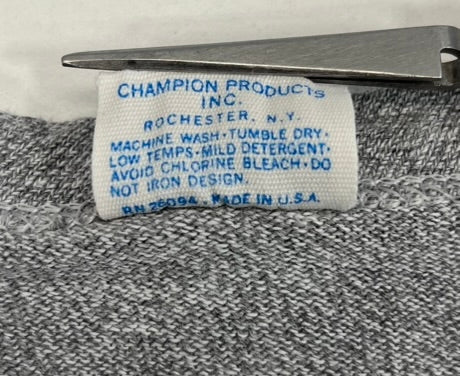 CHAMPION PRODUCTS
INC.
ROCHESTER, N.Y.
MACHINE WASH·TUMBLE DRY·
LOW TEMPS·MILD DETERGENT·
AVOID CHLORINE BLEACH·DO
NOT IRON DESIGN.
RN 26094·MADE IN U.S.A.